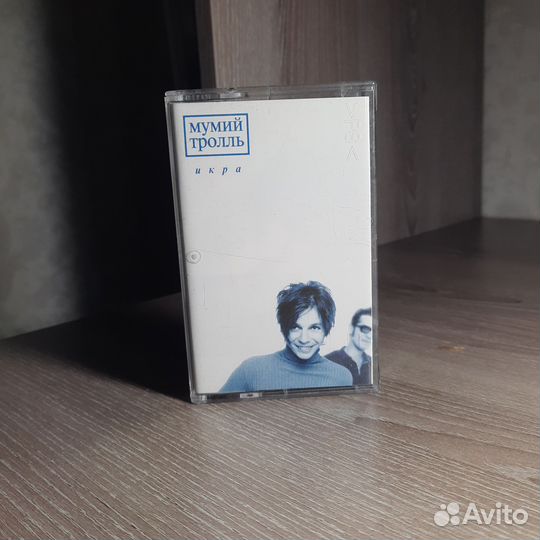 мумий
тролль
икра
Avito